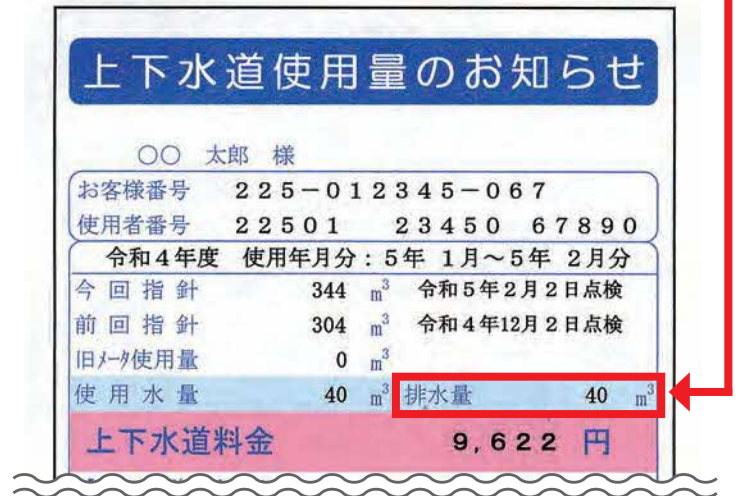 上下水道使用量のお知らせ
○○ 太郎 様
お客様番号 225-012345-067
使用者番号 22501 23450 67890
令和4年度 使用年月分:5年 1月~5年 2月分
今回指針 344 m³ 令和5年2月2日点検
前回指針 304 m³ 令和4年12月2日点検
旧メータ使用量 0 m³
使用水量 40 m³ 排水量 40 m³
上下水道料金 9,622 円